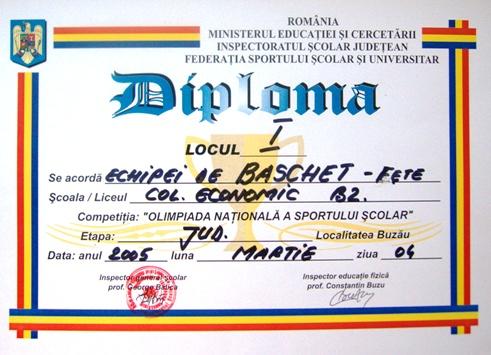 ROMÂNIA
MINISTERUL EDUCAȚIEI ȘI CERCETĂRII
INSPECTORATUL ȘCOLAR JUDEȚEAN
FEDERAȚIA SPORTULUI ȘCOLAR ȘI UNIVERSITAR
Diploma
LOCUL I
Se acordă ECHIPEI DE BASCHET - FETE
Școala / Liceul COL. ECONOMIC BZ.
Competiția: "OLIMPIADA NAȚIONALĂ A SPORTULUI ȘCOLAR"
Etapa: JUD. Localitatea Buzău
Data: anul 2005 luna MARTIE ziua 04
Inspector general școlar Inspector educație fizică
prof. George Baiĉa prof. Constantin Buzu